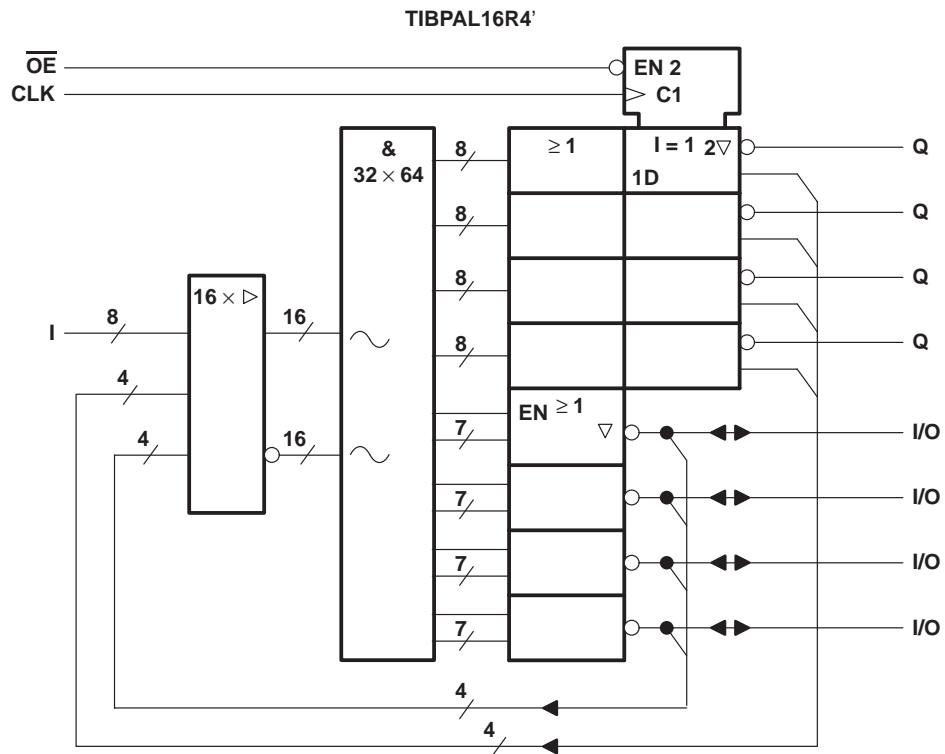 TIBPAL16R4’
OE
EN 2
CLK
C1
&
32 × 64
8
≥ 1
I = 1
2▽
Q
1D
8
Q
8
Q
16 × ▷
I
8
16
8
Q
4
EN ≥ 1
7
▽
I/O
4
16
7
I/O
7
I/O
7
I/O
4
4